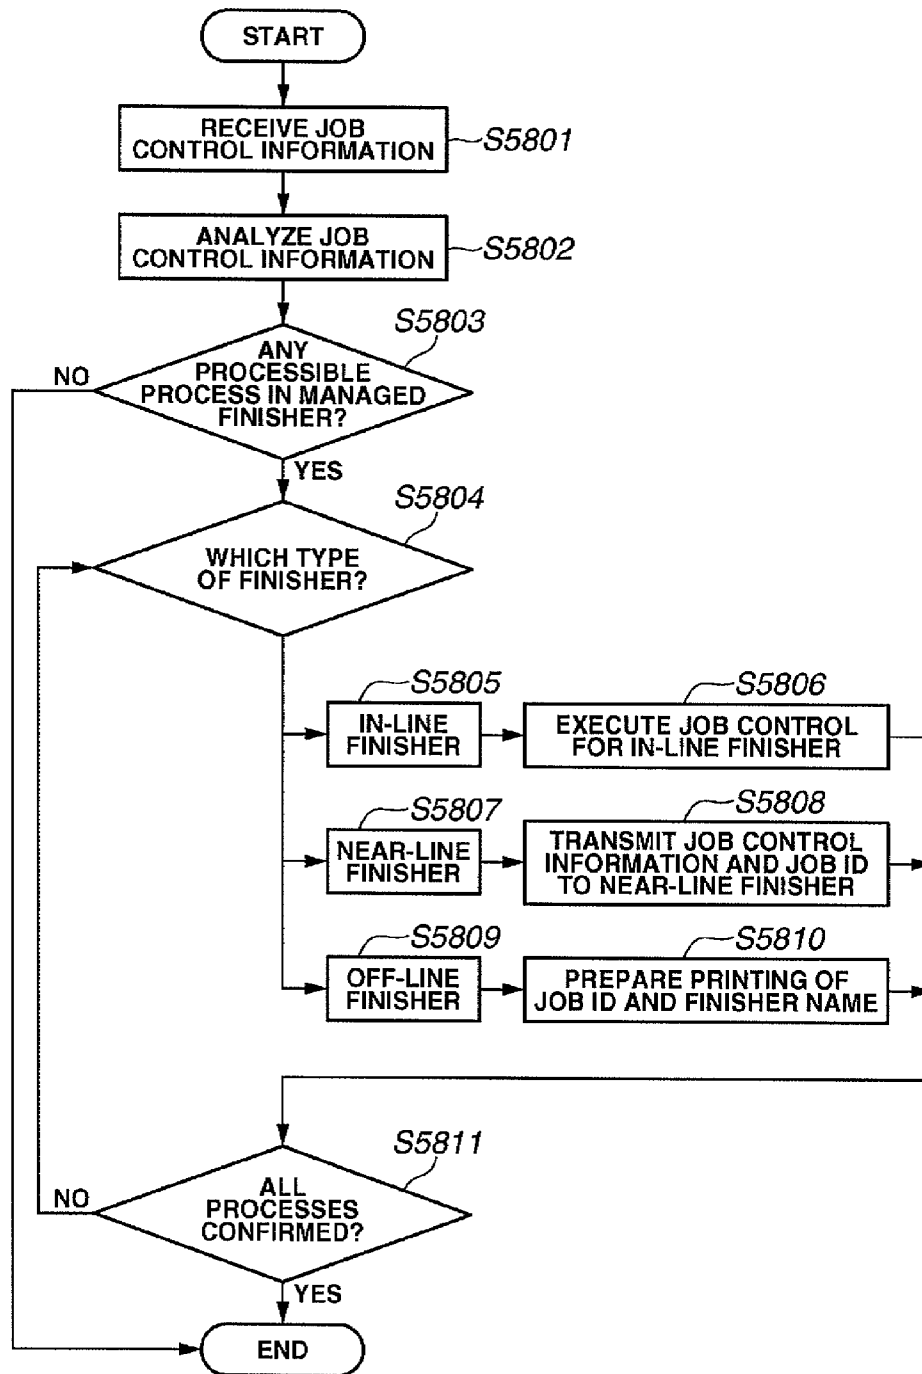 START
RECEIVE JOB
CONTROL INFORMATION
S5801
ANALYZE JOB
CONTROL INFORMATION
S5802
S5803
ANY
PROCESSIBLE
PROCESS IN MANAGED
FINISHER?
NO
YES
S5804
WHICH TYPE
OF FINISHER?
S5805
IN-LINE
FINISHER
S5806
EXECUTE JOB CONTROL
FOR IN-LINE FINISHER
S5807
NEAR-LINE
FINISHER
S5808
TRANSMIT JOB CONTROL
INFORMATION AND JOB ID
TO NEAR-LINE FINISHER
S5809
OFF-LINE
FINISHER
S5810
PREPARE PRINTING OF
JOB ID AND FINISHER NAME
S5811
ALL
PROCESSES
CONFIRMED?
NO
YES
END